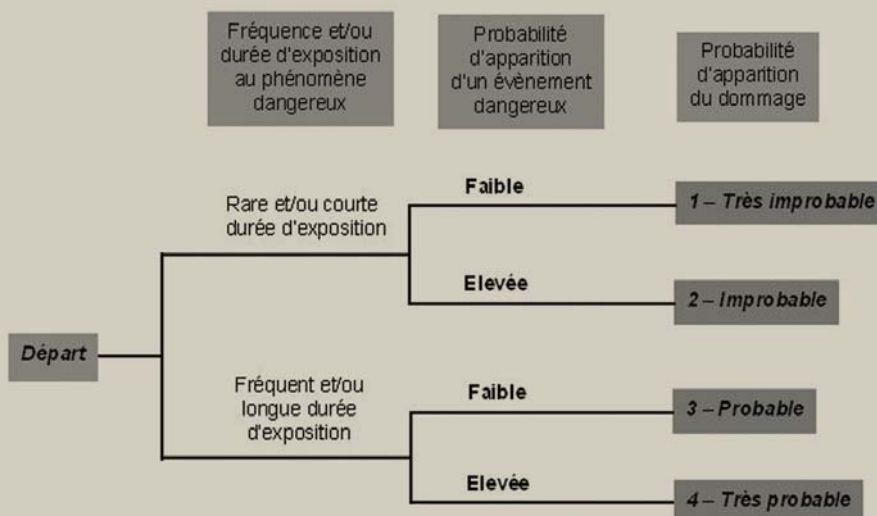 Fréquence et/ou
durée d'exposition
au phénomène
dangereux
Probabilité
d'apparition
d'un évènement
dangereux
Probabilité
d'apparition
du dommage
Rare et/ou courte
durée d'exposition
Faible
1 – Très improbable
Elevée
2 – Improbable
Départ
Fréquent et/ou
longue durée
d'exposition
Faible
3 – Probable
Elevée
4 – Très probable